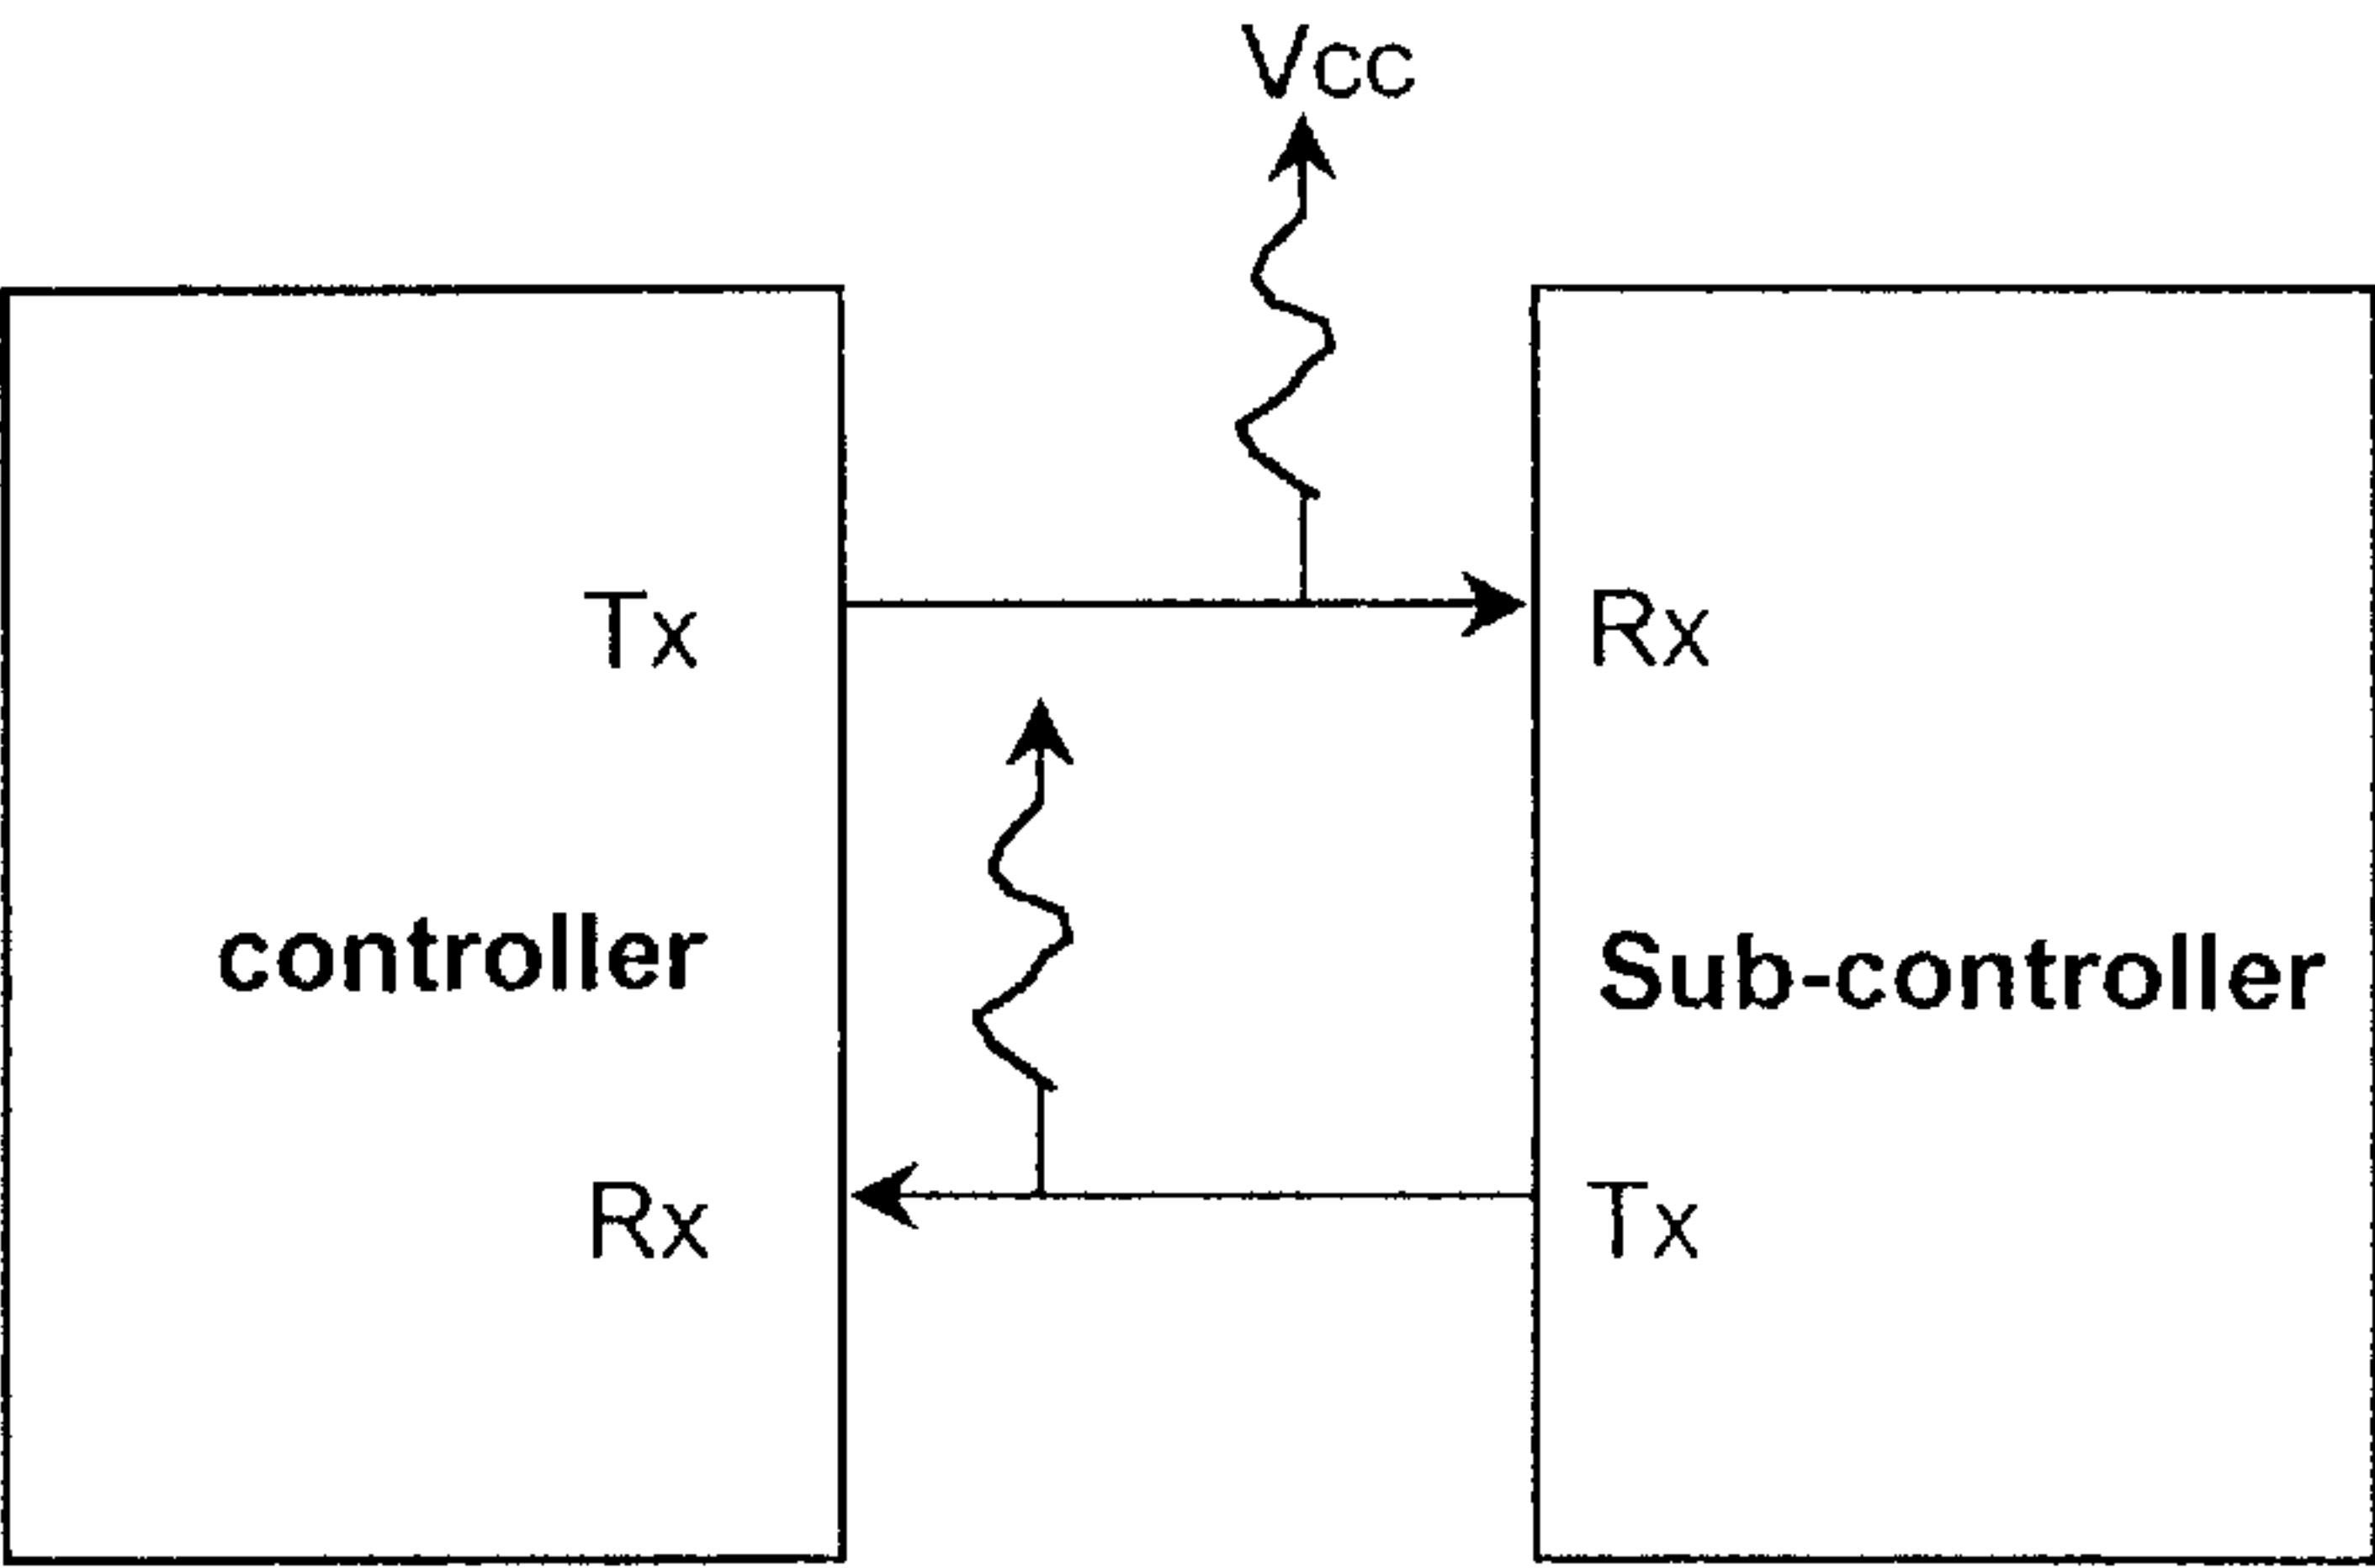 Vcc
Tx
Rx
controller
Sub-controller
Rx
Tx